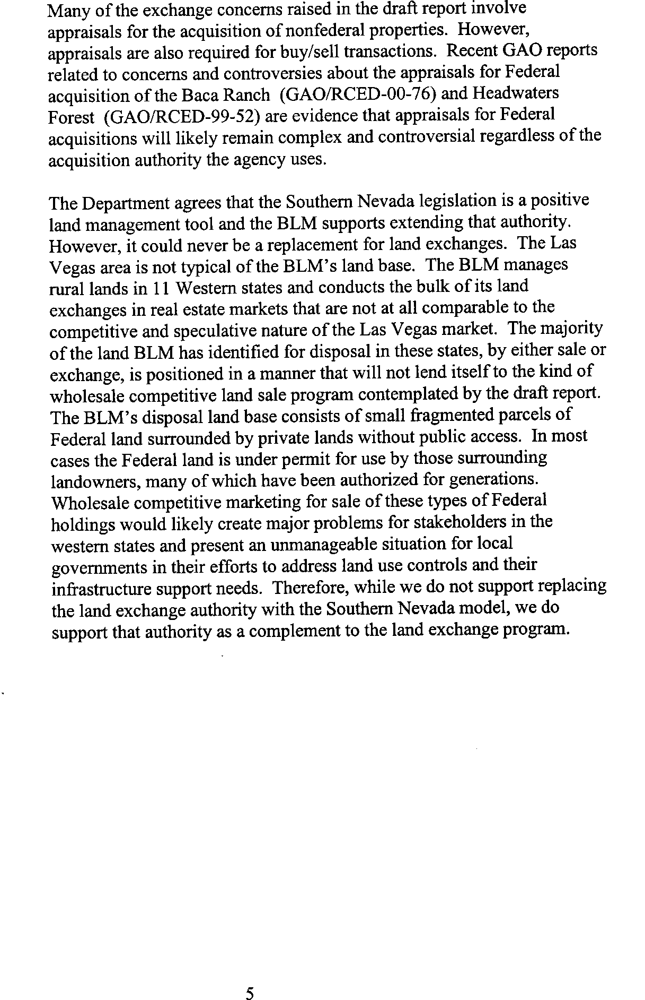 Many of the exchange concerns raised in the draft report involve
appraisals for the acquisition of nonfederal properties.  However,
appraisals are also required for buy/sell transactions.  Recent GAO reports
related to concerns and controversies about the appraisals for Federal
acquisition of the Baca Ranch  (GAO/RCED-00-76) and Headwaters
Forest  (GAO/RCED-99-52) are evidence that appraisals for Federal
acquisitions will likely remain complex and controversial regardless of the
acquisition authority the agency uses.

The Department agrees that the Southern Nevada legislation is a positive
land management tool and the BLM supports extending that authority.
However, it could never be a replacement for land exchanges.  The Las
Vegas area is not typical of the BLM's land base.  The BLM manages
rural lands in 11 Western states and conducts the bulk of its land
exchanges in real estate markets that are not at all comparable to the
competitive and speculative nature of the Las Vegas market.  The majority
of the land BLM has identified for disposal in these states, by either sale or
exchange, is positioned in a manner that will not lend itself to the kind of
wholesale competitive land sale program contemplated by the draft report.
The BLM's disposal land base consists of small fragmented parcels of
Federal land surrounded by private lands without public access.  In most
cases the Federal land is under permit for use by those surrounding
landowners, many of which have been authorized for generations.
Wholesale competitive marketing for sale of these types of Federal
holdings would likely create major problems for stakeholders in the
western states and present an unmanageable situation for local
governments in their efforts to address land use controls and their
infrastructure support needs.  Therefore, while we do not support replacing
the land exchange authority with the Southern Nevada model, we do
support that authority as a complement to the land exchange program.

5